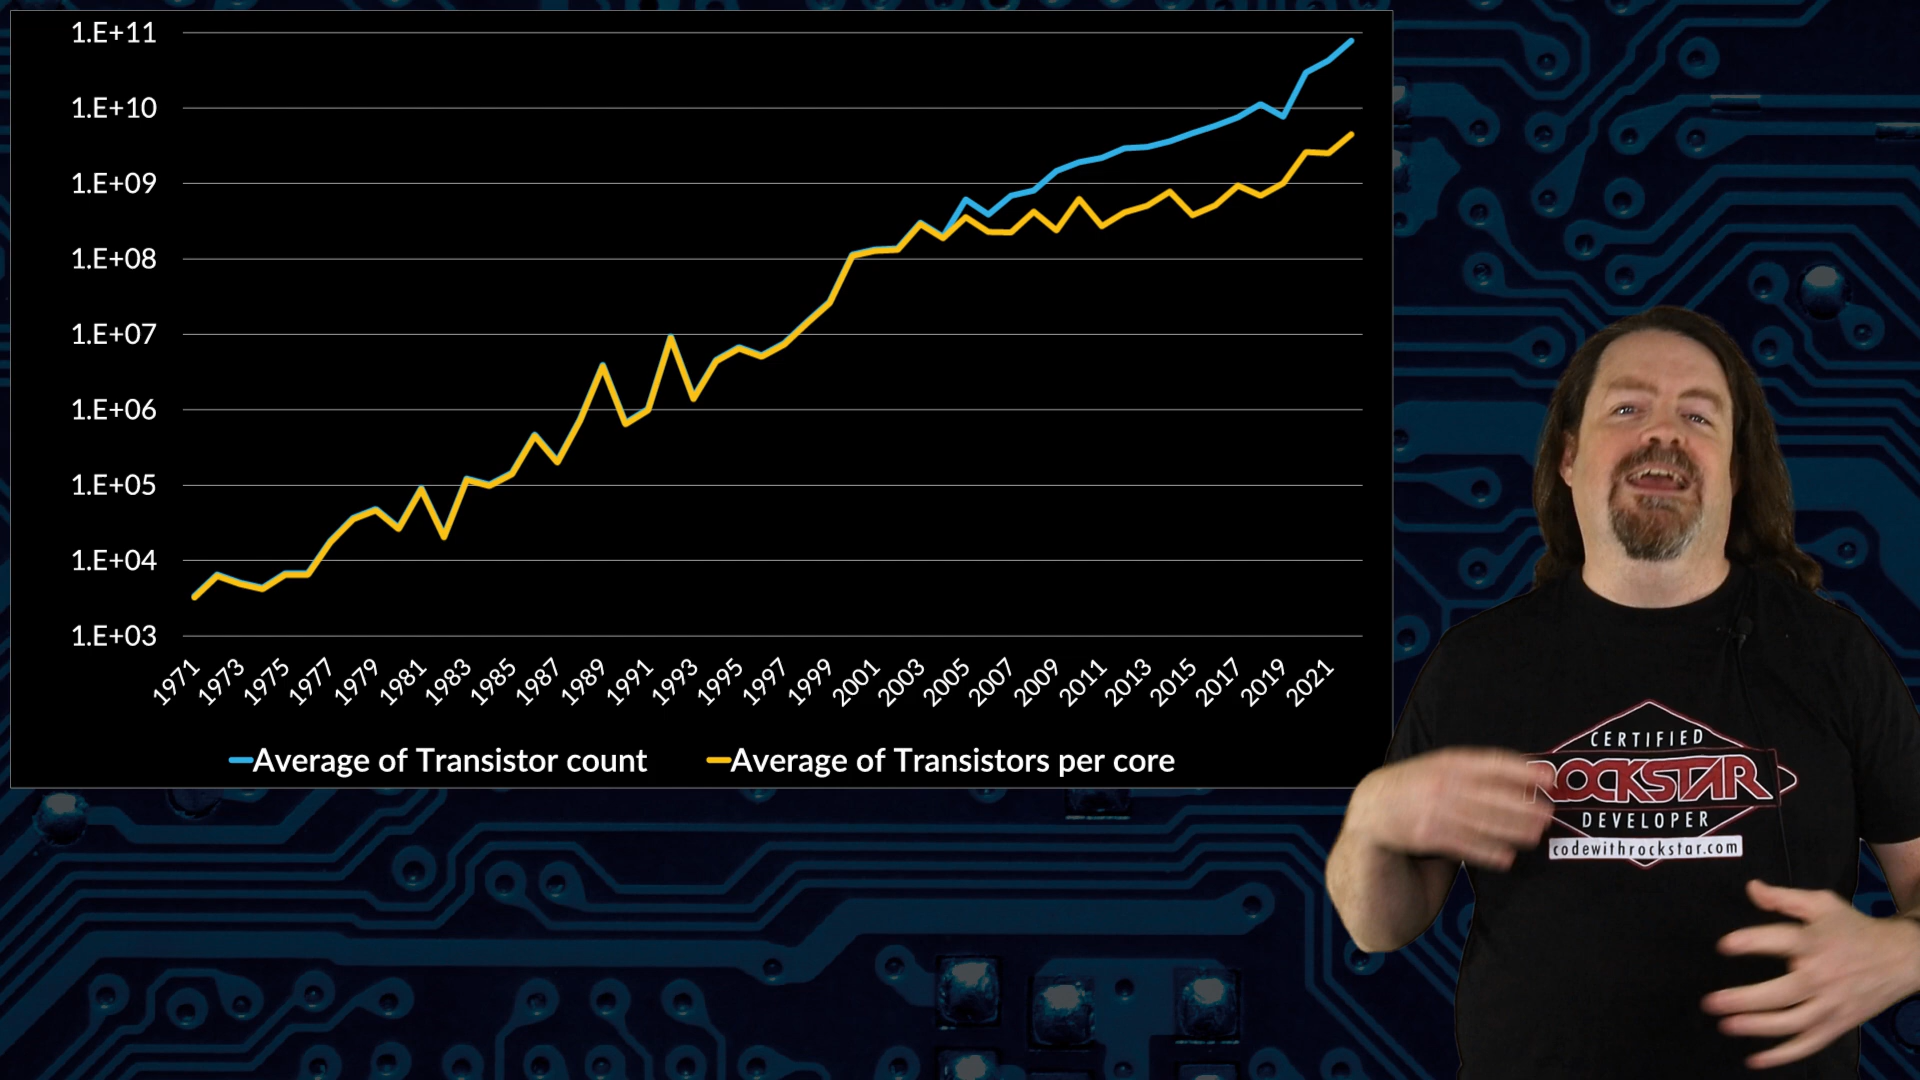 1.E+11
1.E+10
1.E+09
1.E+08
1.E+07
1.E+06
1.E+05
1.E+04
1.E+03
1971
1973
1975
1977
1979
1981
1983
1985
1987
1989
1991
1993
1995
1997
1999
2001
2003
2005
2007
2009
2011
2013
2015
2017
2019
2021
Average of Transistor count
Average of Transistors per core
CERTIFIED
ROCKSTAR
DEVELOPER
codewithrockstar.com